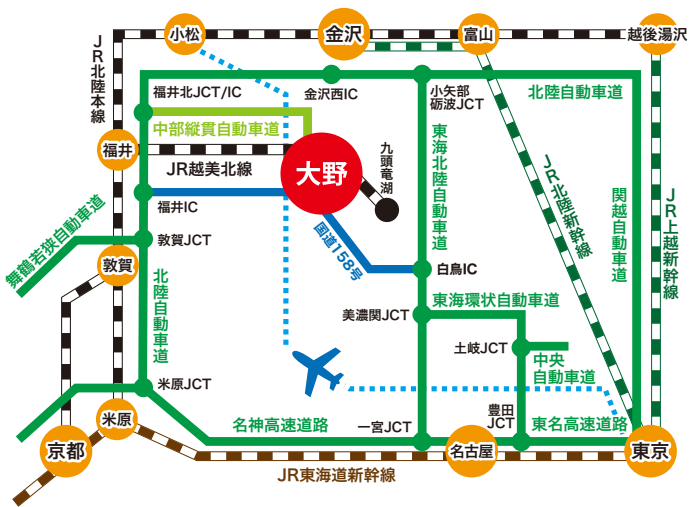 小松
金沢
富山
越後湯沢
JR北陸本線
福井北JCT/IC
金沢西IC
小矢部
砺波JCT
北陸自動車道
中部縦貫自動車道
福井
JR越美北線
大野
九頭竜湖
東海北陸自動車道
JR北陸新幹線
関越自動車道
JR上越新幹線
福井IC
舞鶴若狭自動車道
敦賀JCT
国道158号
敦賀
白鳥IC
北陸自動車道
東海環状自動車道
美濃関JCT
土岐JCT
中央
自動車道
米原JCT
米原
名神高速道路
一宮JCT
豊田
JCT
東名高速道路
京都
名古屋
東京
JR東海道新幹線